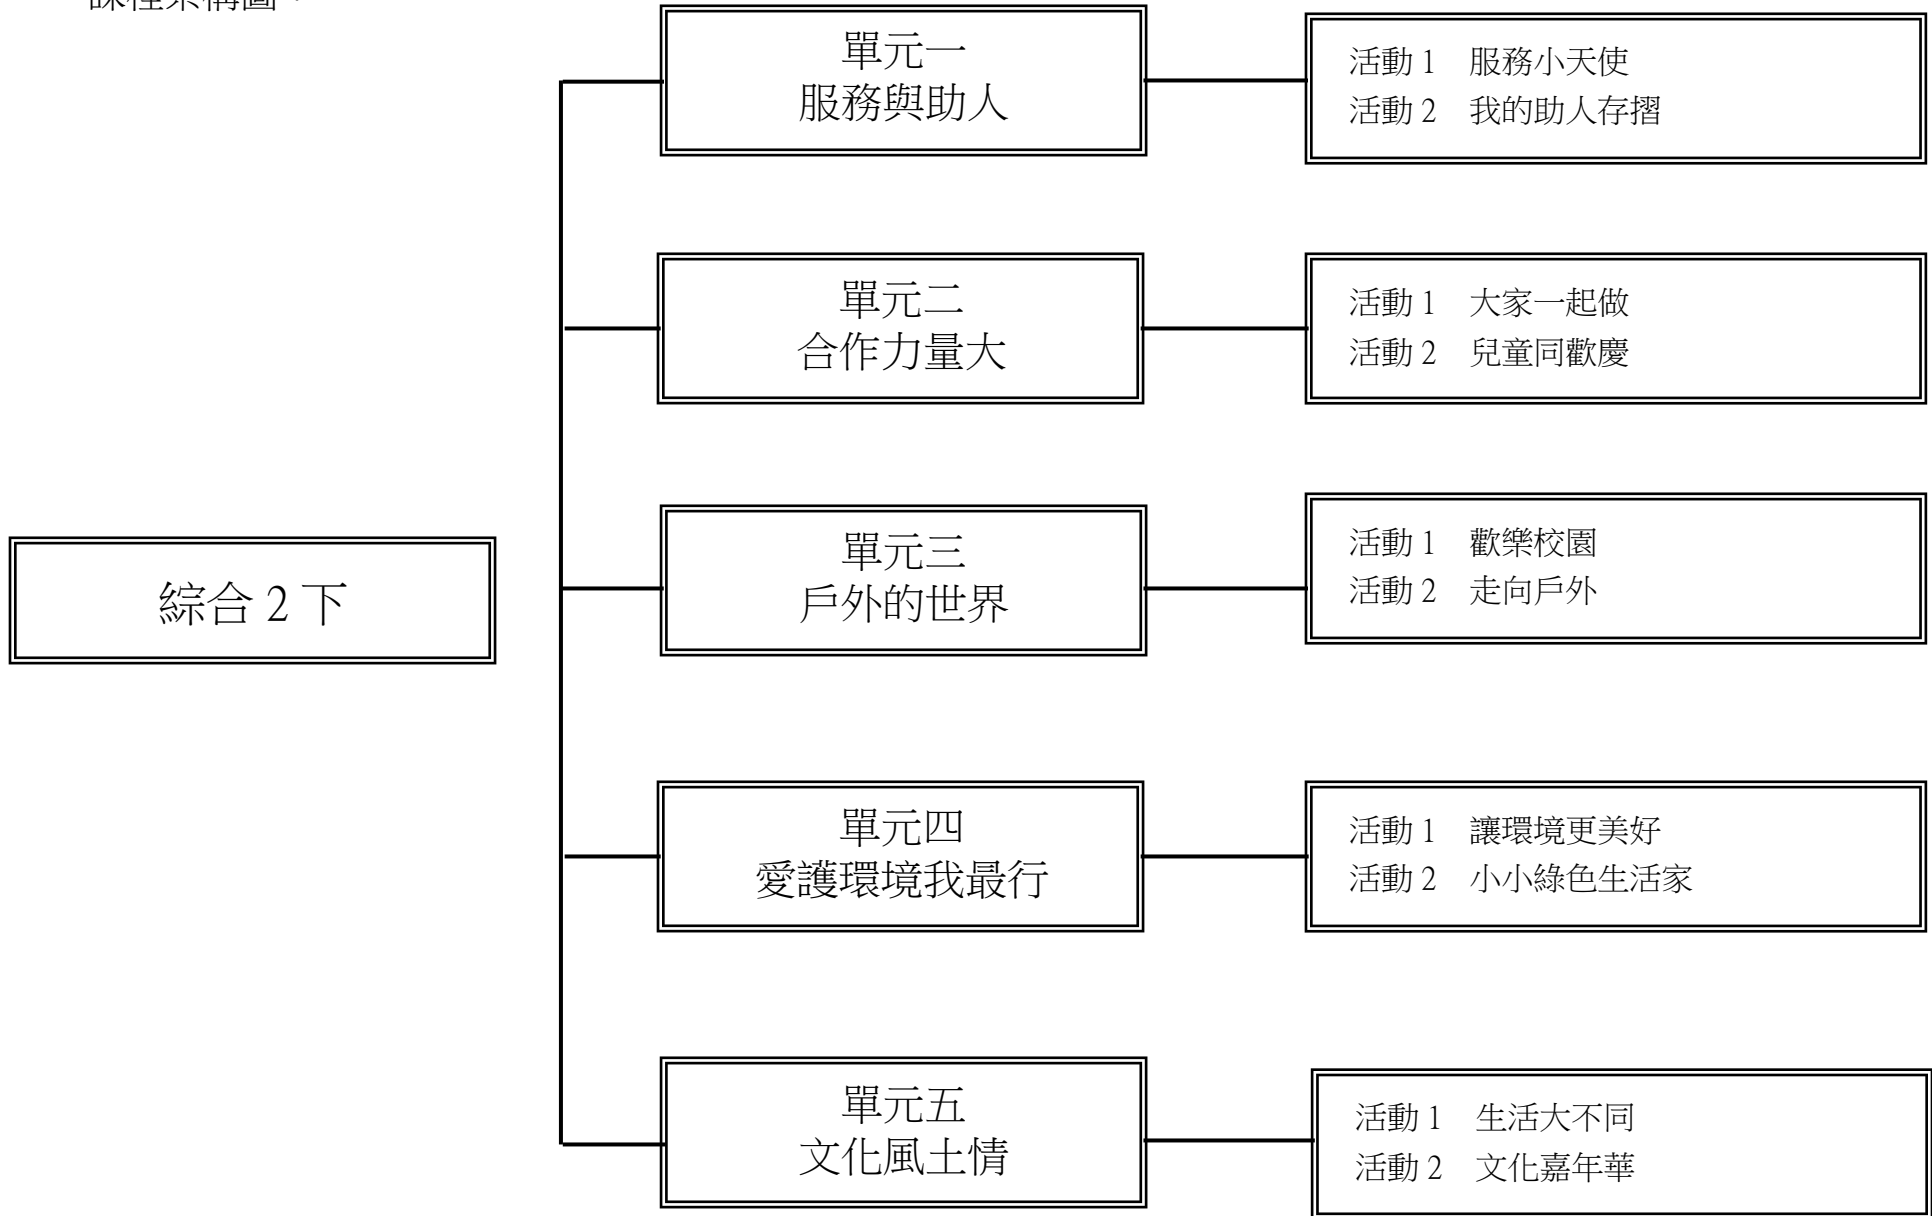 課程架構圖：
單元一
服務與助人
活動 1　服務小天使
活動 2　我的助人存摺
單元二
合作力量大
活動 1　大家一起做
活動 2　兒童同歡慶
綜合 2 下
單元三
戶外的世界
活動 1　歡樂校園
活動 2　走向戶外
單元四
愛護環境我最行
活動 1　讓環境更美好
活動 2　小小綠色生活家
單元五
文化風土情
活動 1　生活大不同
活動 2　文化嘉年華